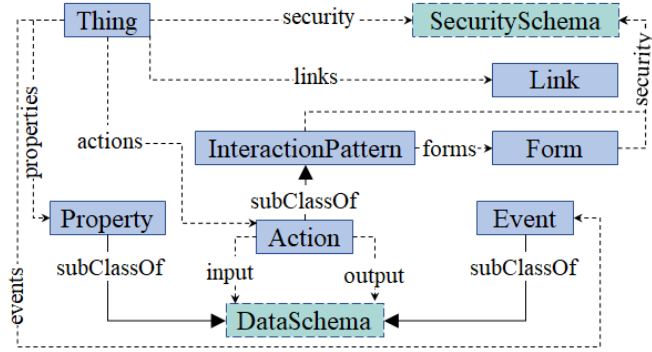 Thing
security
SecuritySchema
links
Link
security
properties
actions
InteractionPattern
forms
Form
subClassOf
Property
Action
Event
subClassOf
input
output
subClassOf
events
DataSchema